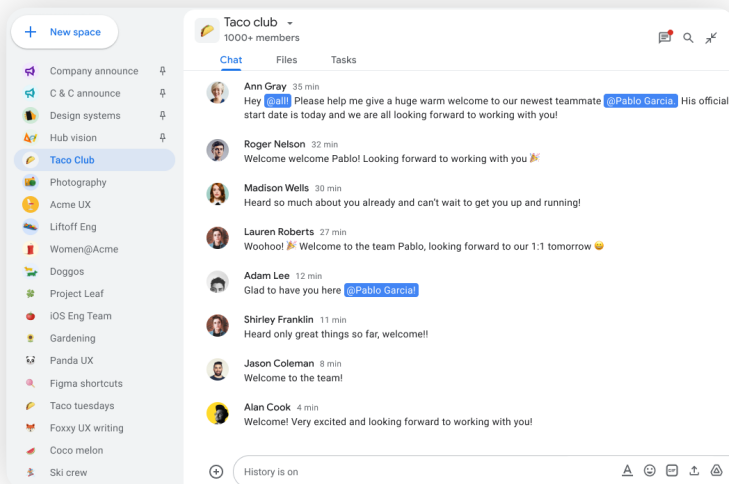 New space
Company announce
C & C announce
Design systems
Hub vision
Taco Club
Photography
Acme UX
Liftoff Eng
Women@Acme
Doggos
Project Leaf
iOS Eng Team
Gardening
Panda UX
Figma shortcuts
Taco tuesdays
Foxxy UX writing
Coco melon
Ski crew
Taco club
1000+ members
Chat Files Tasks
Ann Gray 35 min
Hey @all! Please help me give a huge warm welcome to our newest teammate @Pablo Garcia. His official
start date is today and we are all looking forward to working with you!
Roger Nelson 32 min
Welcome welcome Pablo! Looking forward to working with you 🎉
Madison Wells 30 min
Heard so much about you already and can't wait to get you up and running!
Lauren Roberts 27 min
Woohoo! 🎉 Welcome to the team Pablo, looking forward to our 1:1 tomorrow 😄
Adam Lee 12 min
Glad to have you here @Pablo Garcia!
Shirley Franklin 11 min
Heard only great things so far, welcome!!
Jason Coleman 8 min
Welcome to the team!
Alan Cook 4 min
Welcome! Very excited and looking forward to working with you!
History is on
A GIF